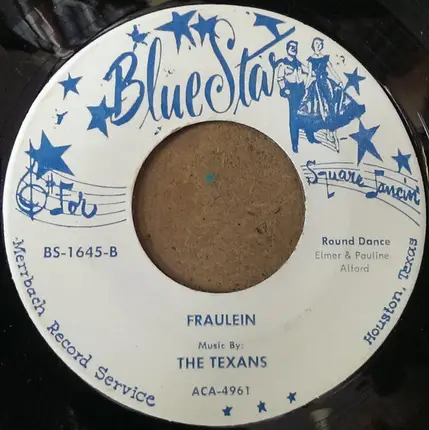 Blue Star
For
Square Dancin'
BS-1645-B
Round Dance
Elmer & Pauline
Alford
FRAULEIN
Music By:
THE TEXANS
ACA-4961
Merrbach Record Service
Houston, Texas